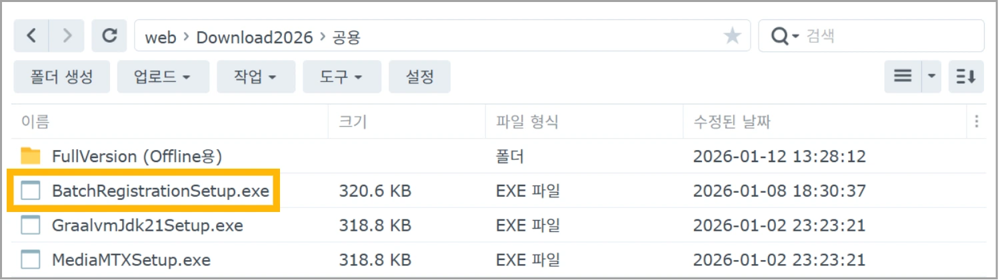 web > Download2026 > 공용 검색
폴더 생성 업로드 작업 도구 설정
이름 크기 파일 형식 수정된 날짜
FullVersion (Offline용) 폴더 2026-01-12 13:28:12
BatchRegistrationSetup.exe 320.6 KB EXE 파일 2026-01-08 18:30:37
GraalvmJdk21Setup.exe 318.8 KB EXE 파일 2026-01-02 23:23:21
MediaMTXSetup.exe 318.8 KB EXE 파일 2026-01-02 23:23:21